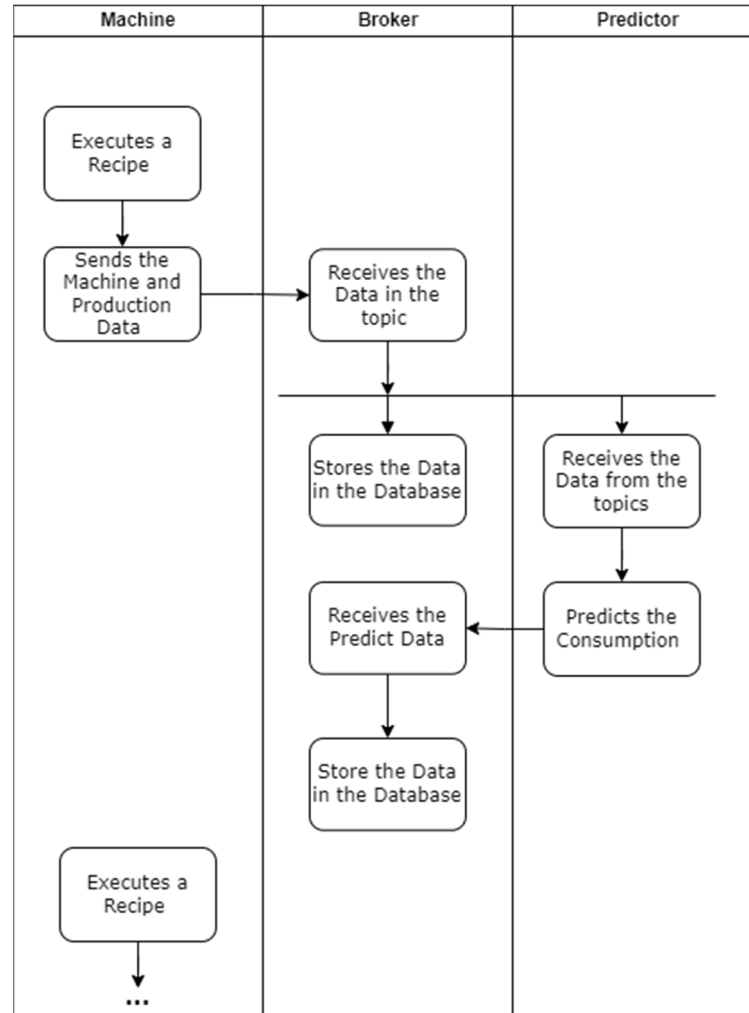 Machine
Broker
Predictor
Executes a
Recipe
Sends the
Machine and
Production
Data
Receives the
Data in the
topic
Stores the Data
in the Database
Receives the
Data from the
topics
Receives the
Predict Data
Predicts the
Consumption
Store the Data
in the Database
Executes a
Recipe
...